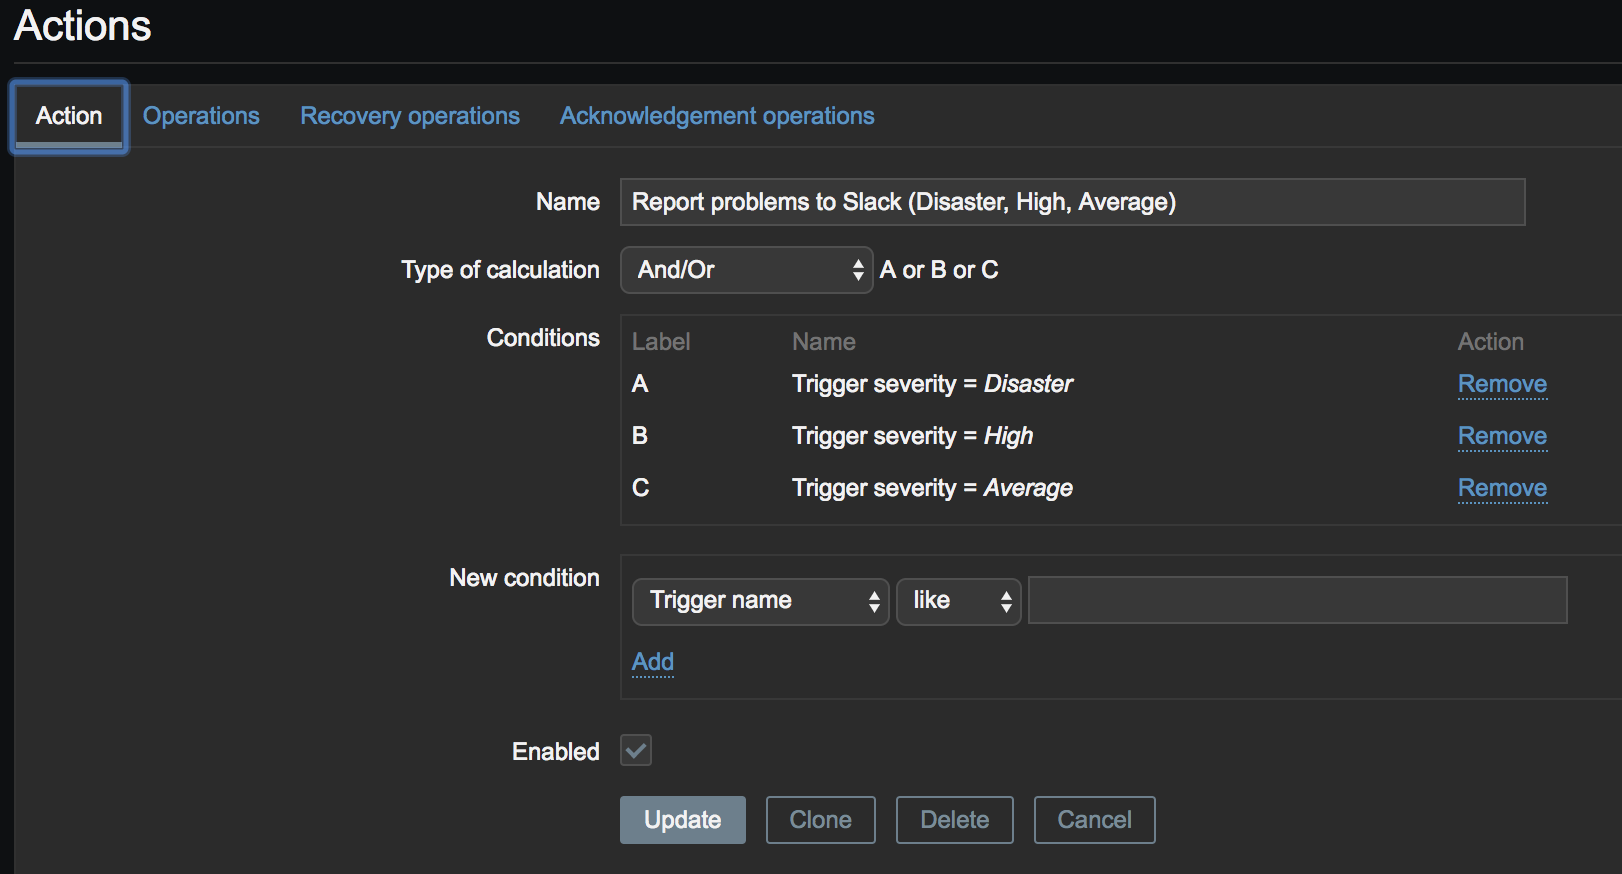 Actions
Action Operations Recovery operations Acknowledgement operations
Name Report problems to Slack (Disaster, High, Average)
Type of calculation And/Or A or B or C
Conditions Label Name Action
A Trigger severity = Disaster Remove
B Trigger severity = High Remove
C Trigger severity = Average Remove
New condition Trigger name like
Add
Enabled
Update Clone Delete Cancel